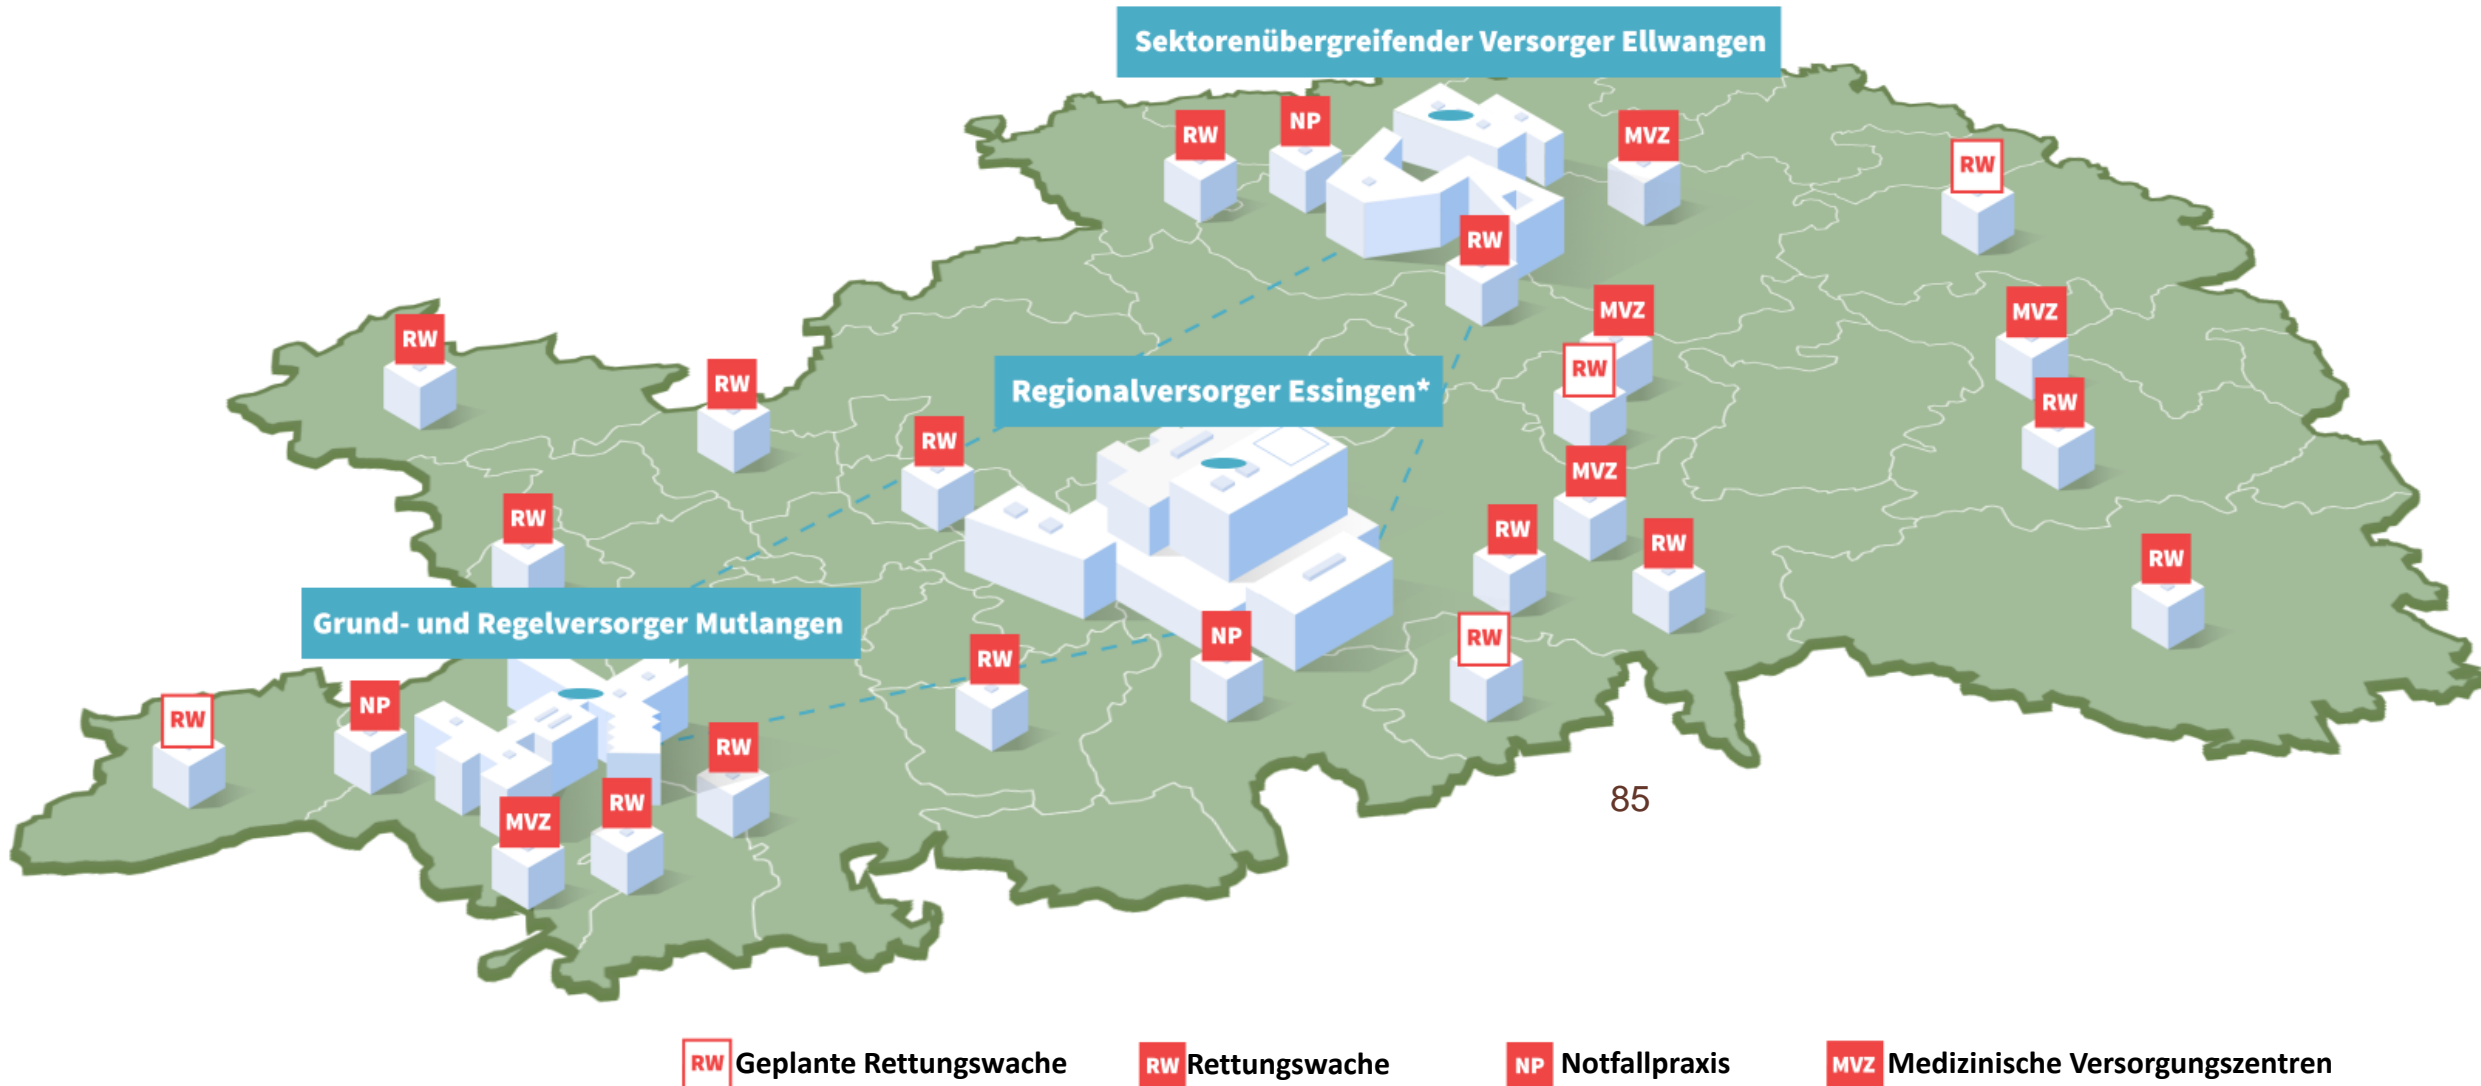 Sektorenübergreifender Versorger Ellwangen
RW
NP
MVZ
RW
RW
MVZ
MVZ
RW
RW
RW
Regionalversorger Essingen*
RW
RW
RW
MVZ
RW
RW
RW
RW
Grund- und Regelversorger Mutlangen
NP
RW
RW
RW
NP
RW
RW
MVZ
85
RW Geplante Rettungswache
RW Rettungswache
NP Notfallpraxis
MVZ Medizinische Versorgungszentren